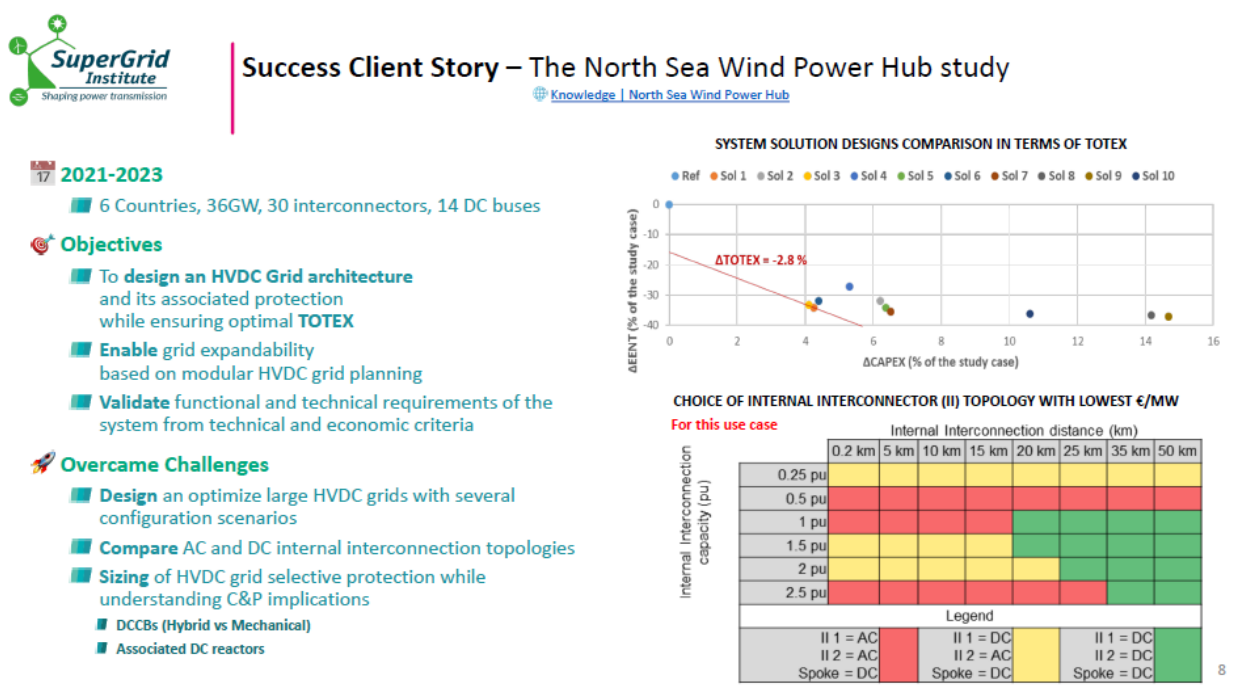 SuperGrid
Institute
Shaping power transmission
Success Client Story – The North Sea Wind Power Hub study
Knowledge | North Sea Wind Power Hub
17 2021-2023
6 Countries, 36GW, 30 interconnectors, 14 DC buses
Objectives
To design an HVDC Grid architecture
and its associated protection
while ensuring optimal TOTEX
Enable grid expandability
based on modular HVDC grid planning
Validate functional and technical requirements of the
system from technical and economic criteria
Overcame Challenges
Design an optimize large HVDC grids with several
configuration scenarios
Compare AC and DC internal interconnection topologies
Sizing of HVDC grid selective protection while
understanding C&P implications
DCCBs (Hybrid vs Mechanical)
Associated DC reactors
SYSTEM SOLUTION DESIGNS COMPARISON IN TERMS OF TOTEX
Ref Sol 1 Sol 2 Sol 3 Sol 4 Sol 5 Sol 6 Sol 7 Sol 8 Sol 9 Sol 10
ΔEENT (% of the study case)
0
-10
-20
-30
-40
ΔTOTEX = -2.8 %
0 2 4 6 8 10 12 14 16
ΔCAPEX (% of the study case)
CHOICE OF INTERNAL INTERCONNECTOR (II) TOPOLOGY WITH LOWEST €/MW
For this use case
Internal Interconnection distance (km)
0.2 km 5 km 10 km 15 km 20 km 25 km 35 km 50 km
Internal Interconnection
capacity (pu)
0.25 pu
0.5 pu
1 pu
1.5 pu
2 pu
2.5 pu
Legend
II 1 = AC II 1 = DC II 1 = DC
II 2 = AC II 2 = AC II 2 = DC
Spoke = DC Spoke = DC Spoke = DC
8